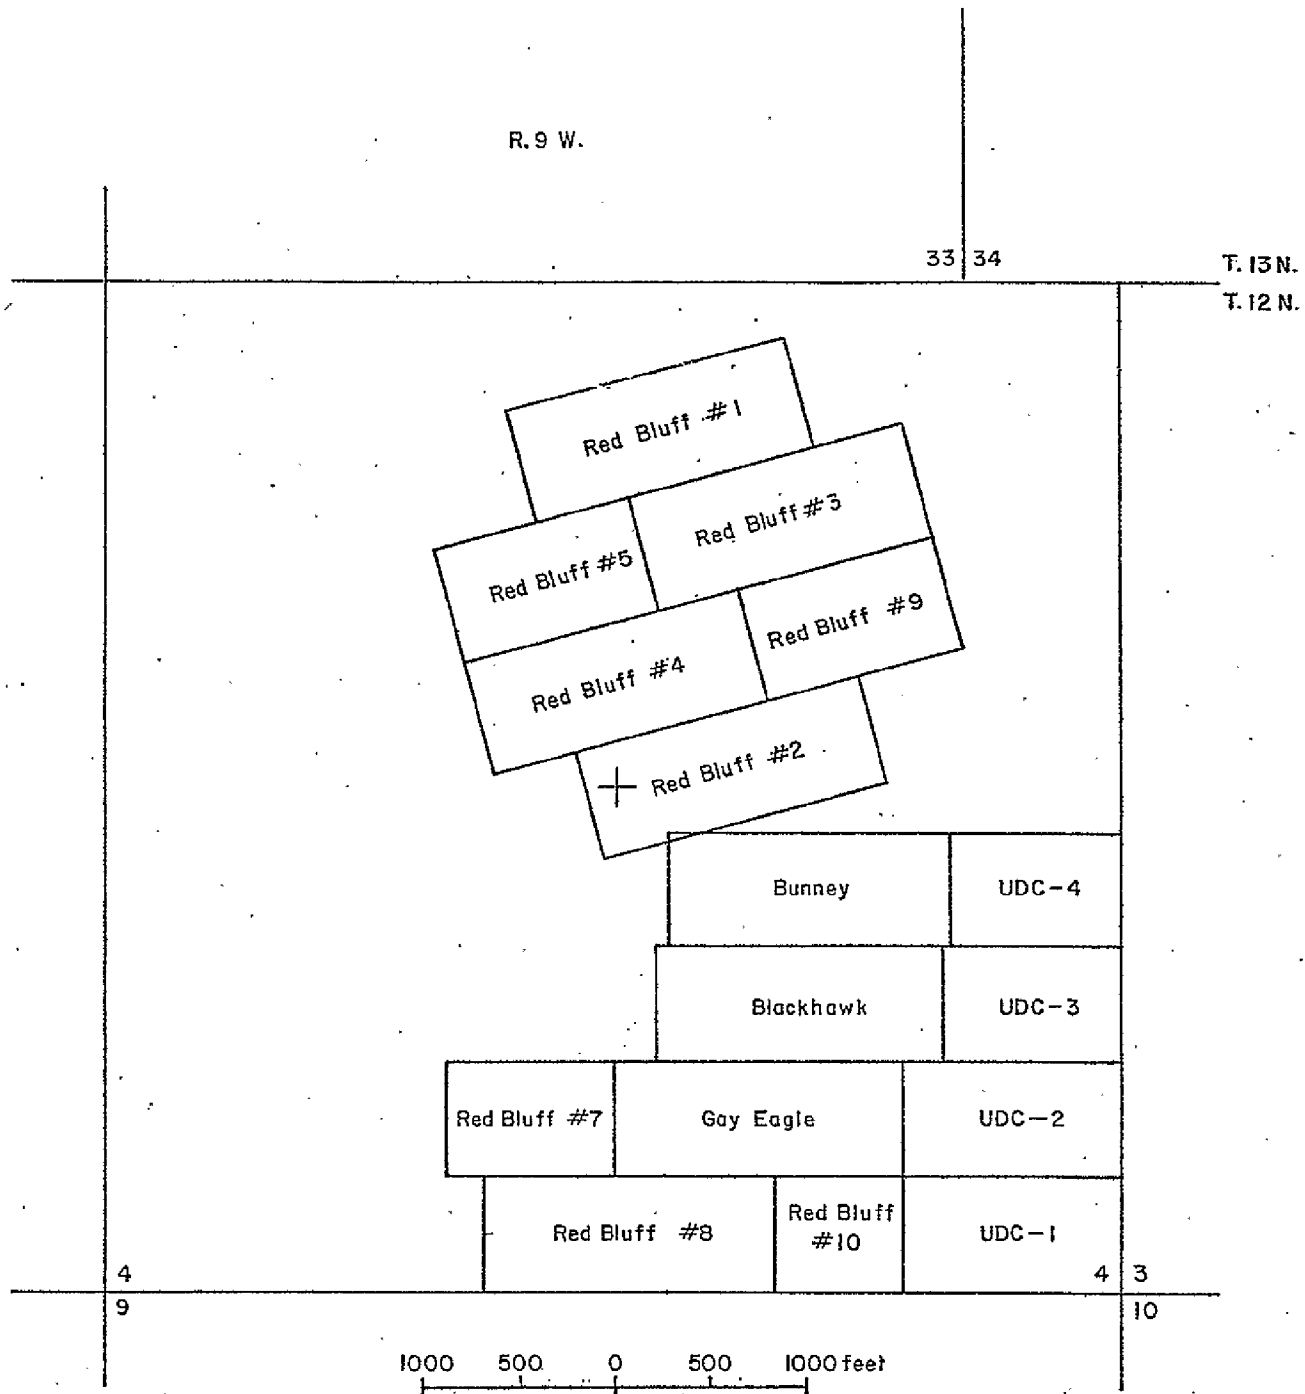 R. 9 W.
33 34
T. 13 N.
T. 12 N.
Red Bluff #1
Red Bluff #3
Red Bluff #5
Red Bluff #9
Red Bluff #4
Red Bluff #2
Bunney
UDC-4
Blackhawk
UDC-3
Red Bluff #7
Gay Eagle
UDC-2
Red Bluff #8
Red Bluff
#10
UDC-1
4
4 3
9
10
1000 500 0 500 1000 feet